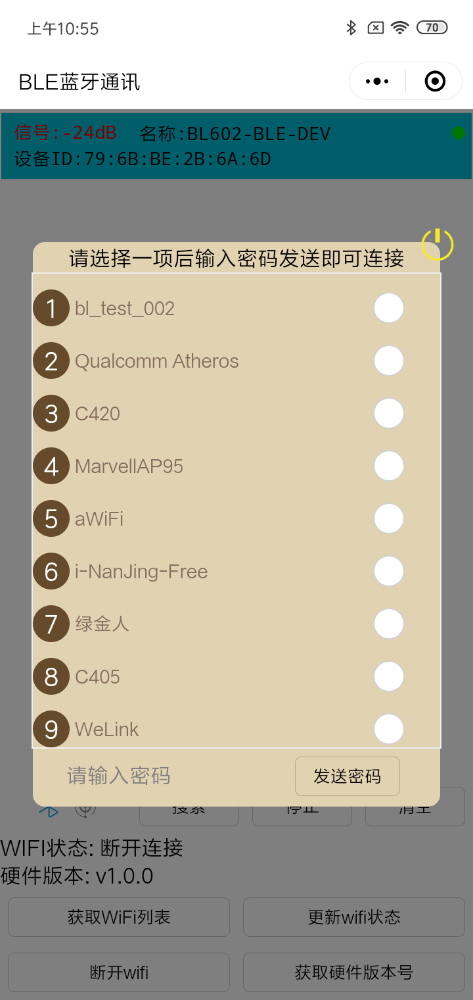 上午10:55
70
BLE蓝牙通讯
信号:-24dB 名称:BL602-BLE-DEV
设备ID:79:6B:BE:2B:6A:6D
请选择一项后输入密码发送即可连接
1 bl_test_002
2 Qualcomm Atheros
3 C420
4 MarvellAP95
5 aWiFi
6 i-NanJing-Free
7 绿金人
8 C405
9 WeLink
请输入密码 发送密码
搜索 停止 清空
WIFI状态: 断开连接
硬件版本: v1.0.0
获取WiFi列表 更新wifi状态
断开wifi 获取硬件版本号